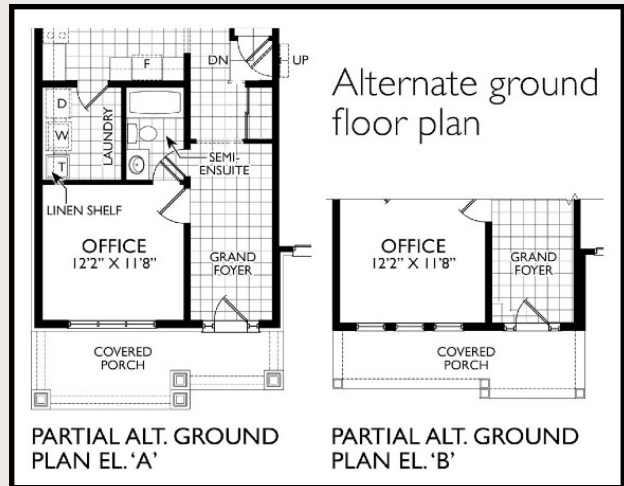 Alternate ground
floor plan
F
DN
UP
D
W
T
LAUNDRY
SEMI-
ENSUITE
LINEN SHELF
OFFICE
12'2" X 11'8"
GRAND
FOYER
COVERED
PORCH
PARTIAL ALT. GROUND
PLAN EL. ‘A’
OFFICE
12'2" X 11'8"
GRAND
FOYER
COVERED
PORCH
PARTIAL ALT. GROUND
PLAN EL. ‘B’